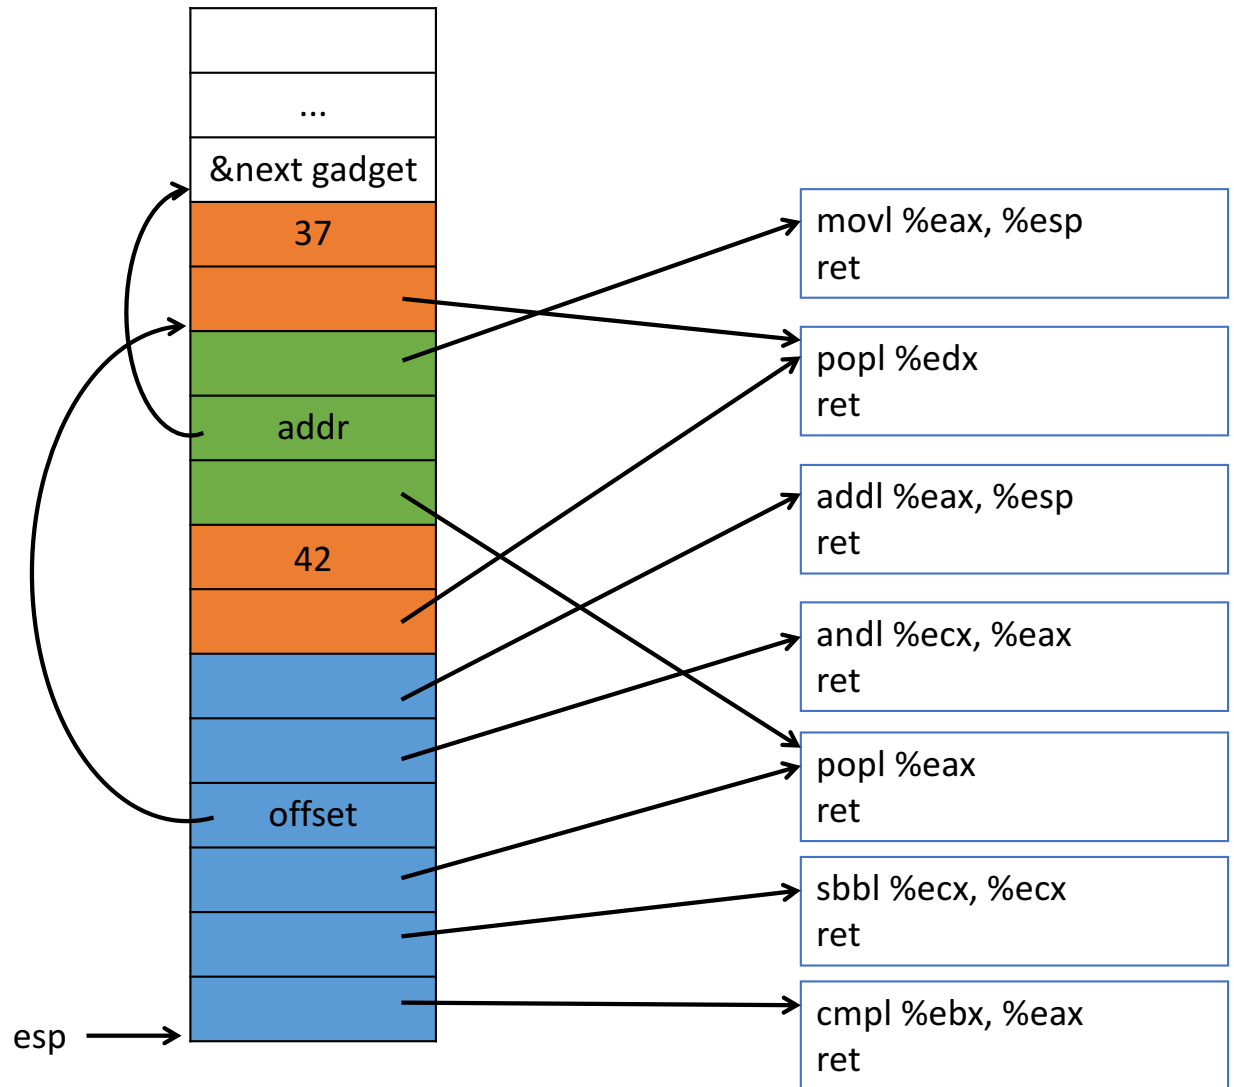 ...
&next gadget
37
addr
42
offset
esp
movl %eax, %esp
ret
popl %edx
ret
addl %eax, %esp
ret
andl %ecx, %eax
ret
popl %eax
ret
sbbl %ecx, %ecx
ret
cmpl %ebx, %eax
ret